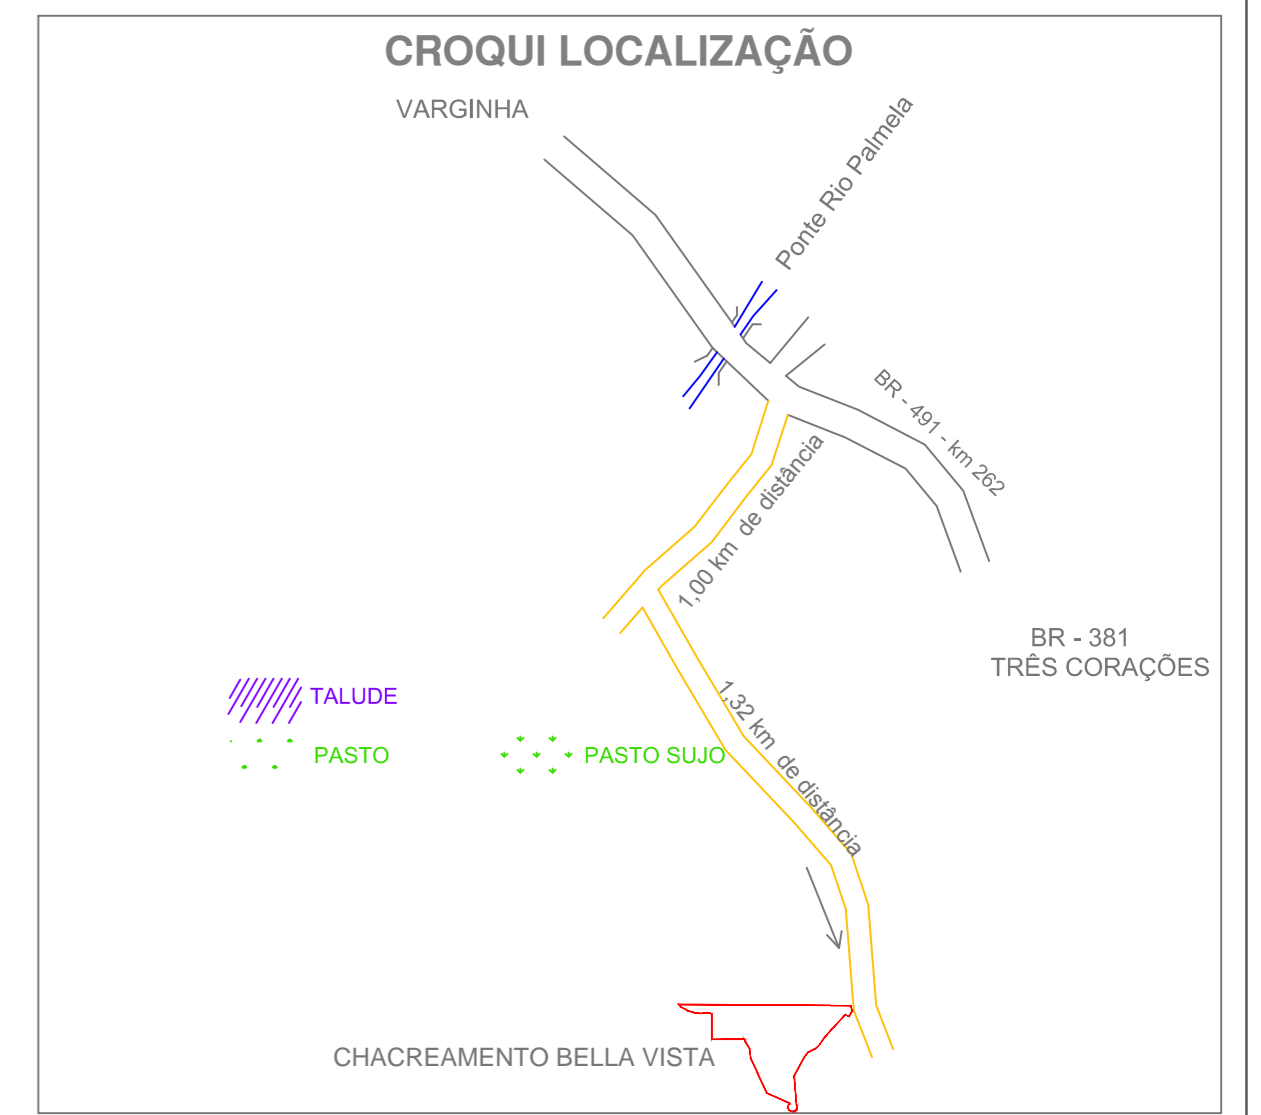 CROQUI LOCALIZAÇÃO
VARGINHA
Ponte Rio Palmela
BR - 491 - km 262
1,00 km de distância
BR - 381
TRÊS CORAÇÕES
TALUDE
1,32 km de distância
PASTO
PASTO SUJO
CHACREAMENTO BELLA VISTA